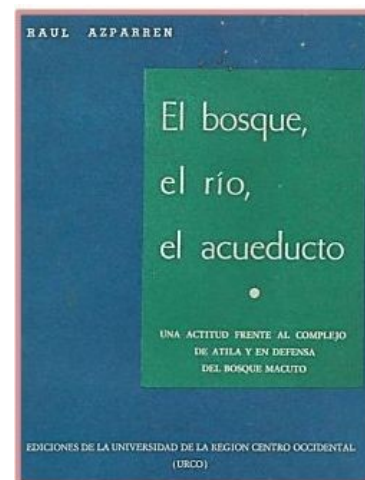 RAUL AZPARREN
El bosque,
el río,
el acueducto
UNA ACTITUD FRENTE AL COMPLEJO
DE ATILA Y EN DEFENSA
DEL BOSQUE MACUTO
EDICIONES DE LA UNIVERSIDAD DE LA REGION CENTRO OCCIDENTAL
(URCO)